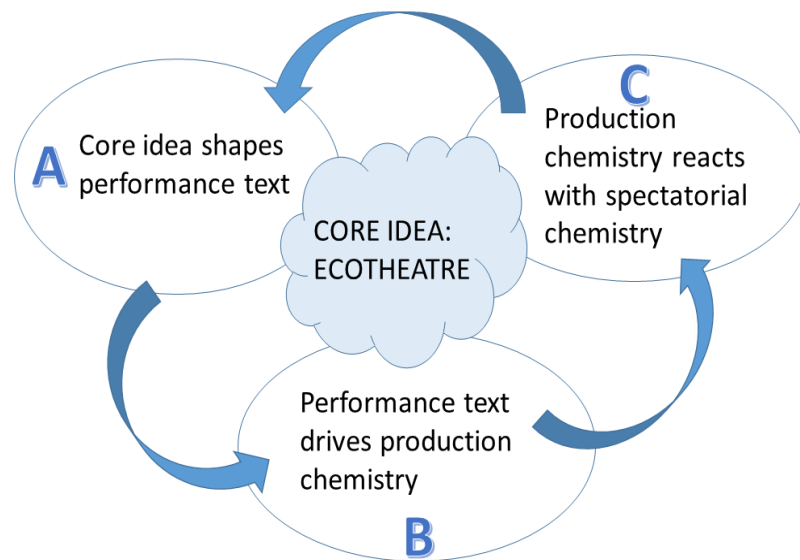 A
Core idea shapes
performance text
C
Production
chemistry reacts
with spectatorial
chemistry
CORE IDEA:
ECOTHEATRE
Performance text
drives production
chemistry
B